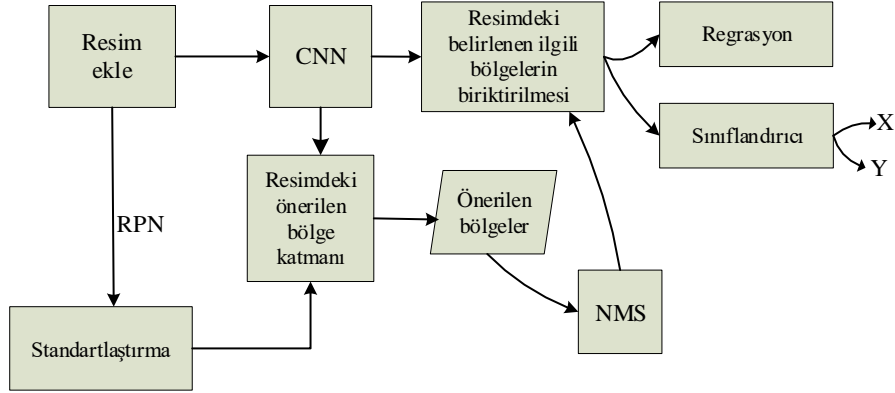 Resim
ekle
CNN
Resimdeki
belirlenen ilgili
bölgelerin
biriktirilmesi
Regrasyon
Sınıflandırıcı
X
Y
RPN
Resimdeki
önerilen
bölge
katmanı
Önerilen
bölgeler
NMS
Standartlaştırma